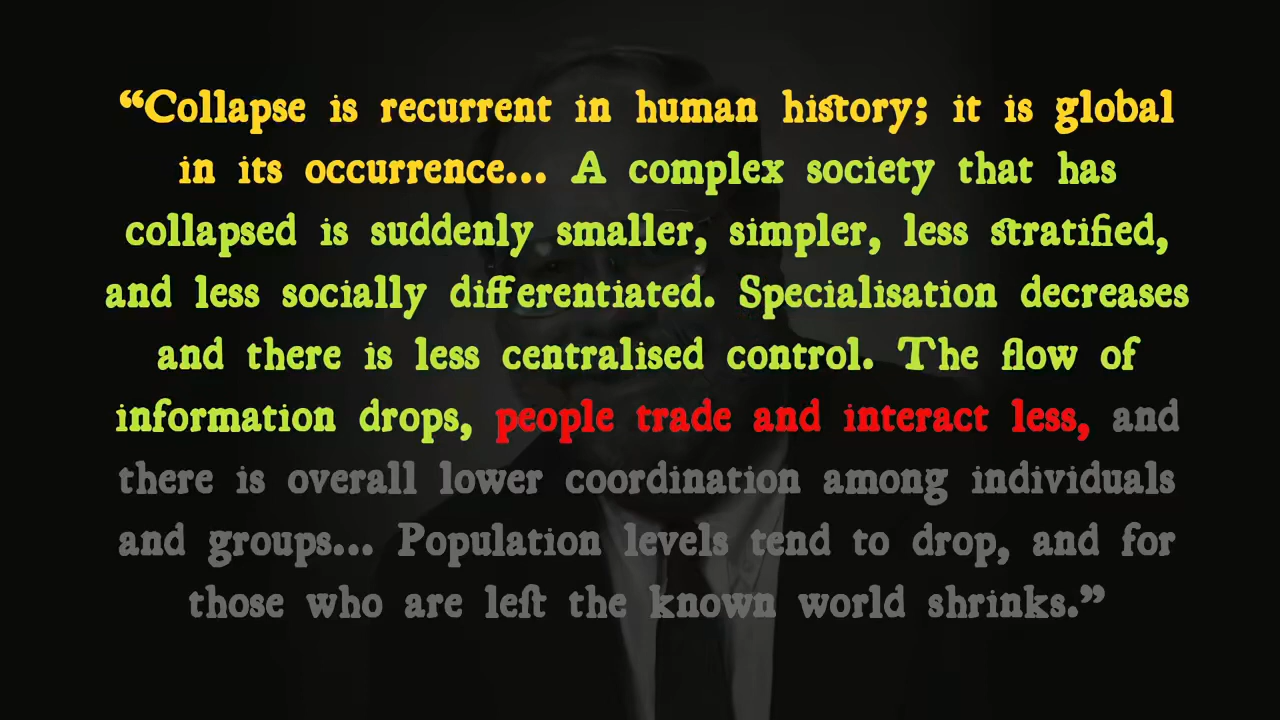 “Collapse is recurrent in human history; it is global
in its occurrence... A complex society that has
collapsed is suddenly smaller, simpler, less stratified,
and less socially differentiated. Specialisation decreases
and there is less centralised control. The flow of
information drops, people trade and interact less, and
there is overall lower coordination among individuals
and groups... Population levels tend to drop, and for
those who are left the known world shrinks.”